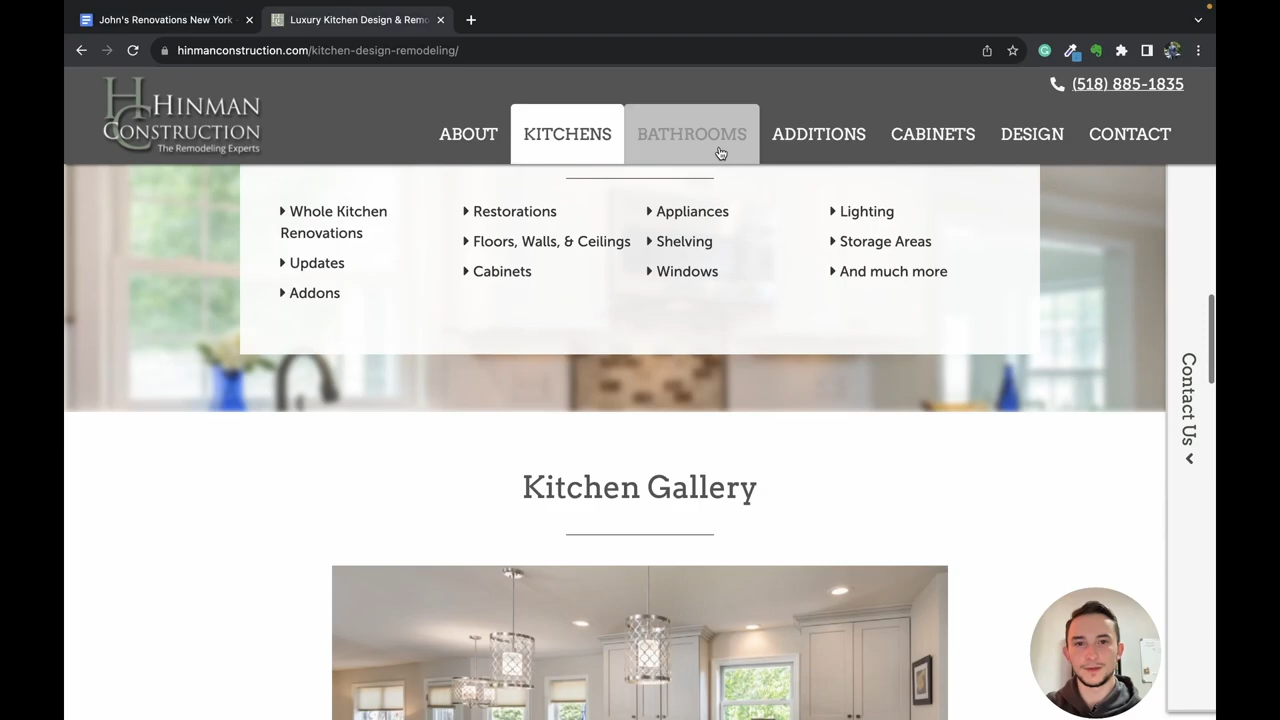 John's Renovations New York
Luxury Kitchen Design & Remo
hinmanconstruction.com/kitchen-design-remodeling/
HINMAN
CONSTRUCTION
The Remodeling Experts
(518) 885-1835
ABOUT KITCHENS BATHROOMS ADDITIONS CABINETS DESIGN CONTACT
Whole Kitchen
Renovations
Updates
Addons
Restorations
Floors, Walls, & Ceilings
Cabinets
Appliances
Shelving
Windows
Lighting
Storage Areas
And much more
Contact Us
Kitchen Gallery